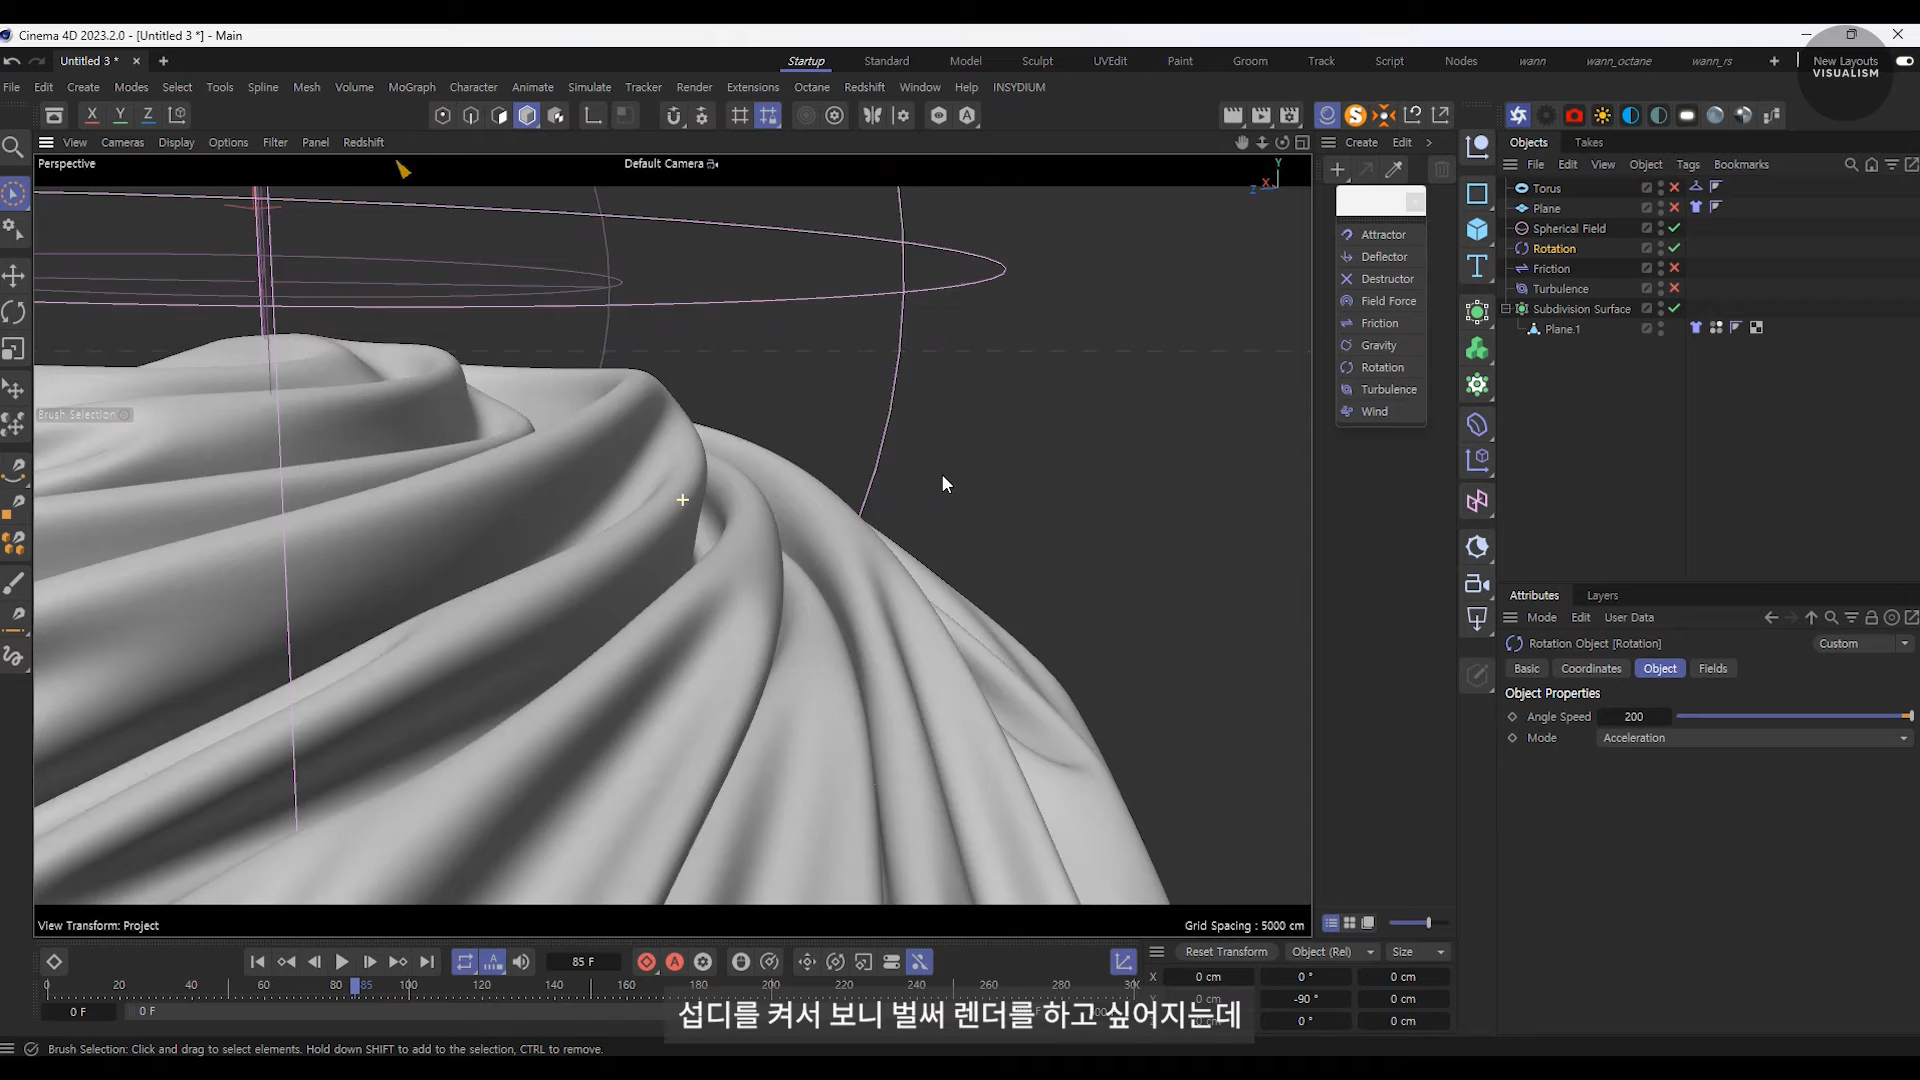 Cinema 4D 2023.2.0 - [Untitled 3 *] - Main
Untitled 3 *
Startup
Standard
Model
Sculpt
UVEdit
Paint
Groom
Track
Script
Nodes
wann
wann_octane
wann_rs
New Layouts
VISUALISM
File Edit Create Modes Select Tools Spline Mesh Volume MoGraph Character Animate Simulate Tracker Render Extensions Octane Redshift Window Help INSYDIUM
X Y Z
View Cameras Display Options Filter Panel Redshift
Create Edit
Objects Takes
File Edit View Object Tags Bookmarks
Perspective
Default Camera
Y
X
Z
Torus
Plane
Spherical Field
Rotation
Friction
Turbulence
Subdivision Surface
Plane.1
Attractor
Deflector
Destructor
Field Force
Friction
Gravity
Rotation
Turbulence
Wind
Brush Selection
Attributes Layers
Mode Edit User Data
Rotation Object [Rotation]
Custom
Basic Coordinates Object Fields
Object Properties
Angle Speed 200
Mode Acceleration
View Transform: Project
Grid Spacing : 5000 cm
85 F
Reset Transform Object (Rel) Size
X 0 cm 0 ° 0 cm
0 cm -90 ° 0 cm
0 ° 0 cm
0 20 40 60 85 100 120 140 160 180 200 220 240 260 280 30
0 F
0 F
섭디를 켜서 보니 벌써 렌더를 하고 싶어지는데
Brush Selection: Click and drag to select elements. Hold down SHIFT to add to the selection, CTRL to remove.